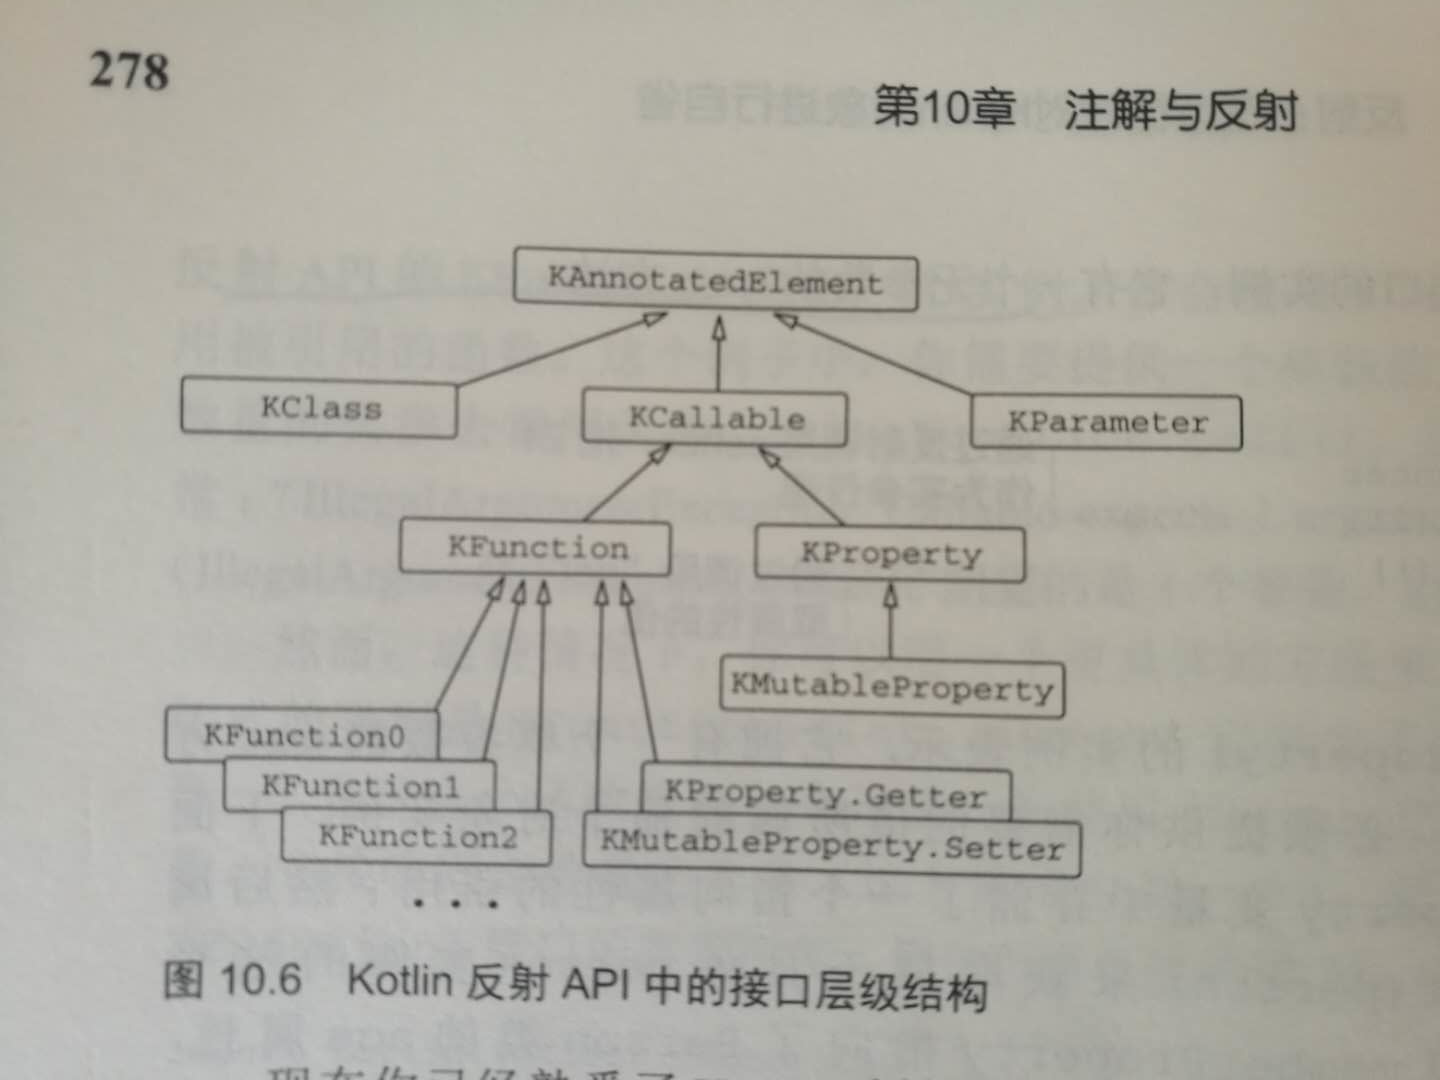 278
第10章 注解与反射
KAnnotatedElement
KClass
KCallable
KParameter
KFunction
KProperty
KMutableProperty
KFunction0
KFunction1
KFunction2
KProperty.Getter
KMutableProperty.Setter
...
图 10.6 Kotlin 反射 API 中的接口层级结构